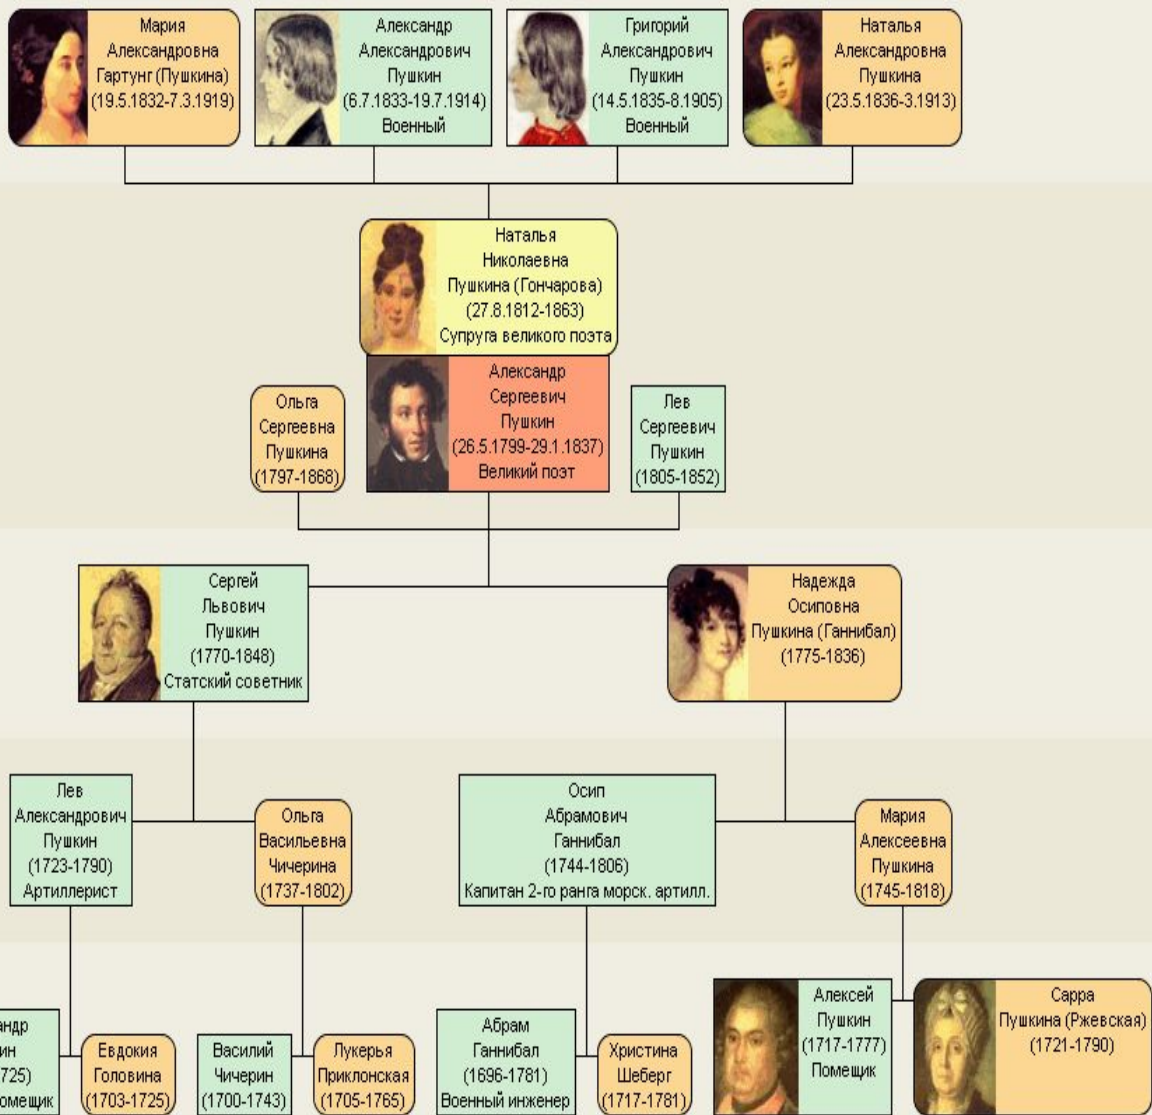 Мария
Александровна
Гартунг (Пушкина)
(19.5.1832-7.3.1919)
Александр
Александрович
Пушкин
(6.7.1833-19.7.1914)
Военный
Григорий
Александрович
Пушкин
(14.5.1835-8.1905)
Военный
Наталья
Александровна
Пушкина
(23.5.1836-3.1913)
Наталья
Николаевна
Пушкина (Гончарова)
(27.8.1812-1863)
Супруга великого поэта
Ольга
Сергеевна
Пушкина
(1797-1868)
Александр
Сергеевич
Пушкин
(26.5.1799-29.1.1837)
Великий поэт
Лев
Сергеевич
Пушкин
(1805-1852)
Сергей
Львович
Пушкин
(1770-1848)
Статский советник
Надежда
Осиповна
Пушкина (Ганнибал)
(1775-1836)
Лев
Александрович
Пушкин
(1723-1790)
Артиллерист
Ольга
Васильевна
Чичерина
(1737-1802)
Осип
Абрамович
Ганнибал
(1744-1806)
Капитан 2-го ранга морск. артилл.
Мария
Алексеевна
Пушкина
(1745-1818)
андр
ин
725)
омещик
Евдокия
Головина
(1703-1725)
Василий
Чичерин
(1700-1743)
Лукерья
Приклонская
(1705-1765)
Абрам
Ганнибал
(1696-1781)
Военный инженер
Христина
Шеберг
(1717-1781)
Алексей
Пушкин
(1717-1777)
Помещик
Сарра
Пушкина (Ржевская)
(1721-1790)